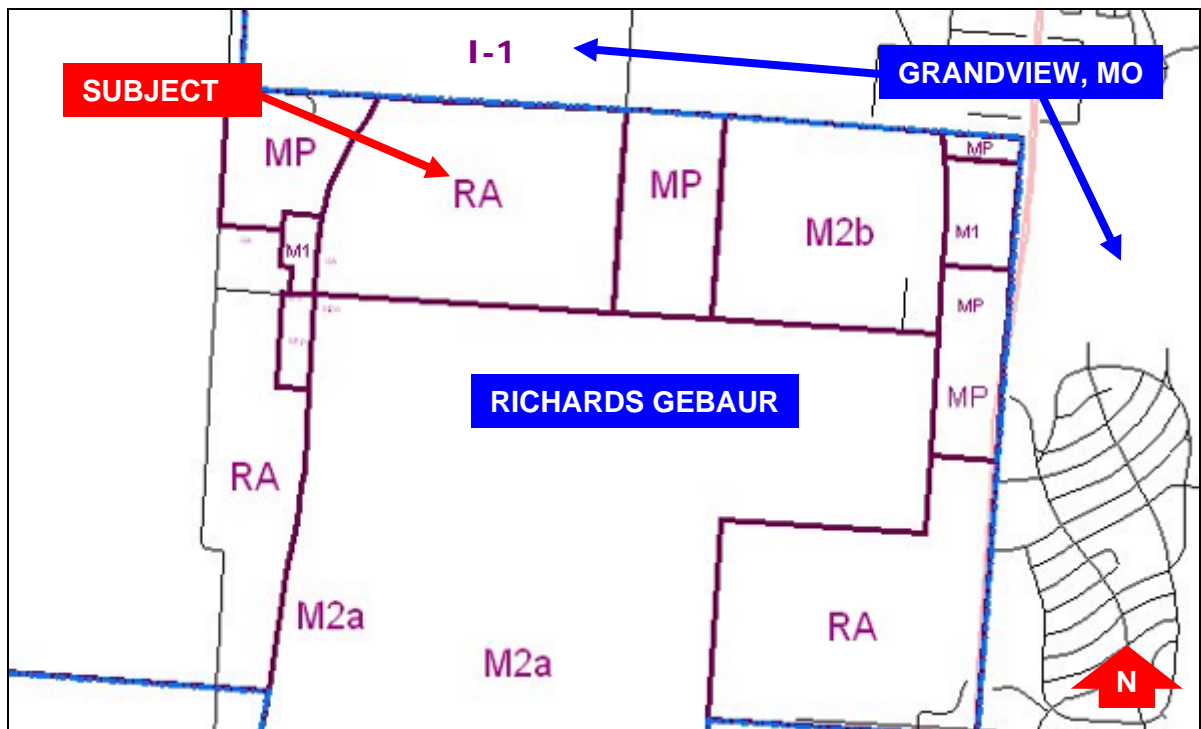 I-1
GRANDVIEW, MO
SUBJECT
MP
MP
RA
MP
M2b
M1
M1
MP
MP
RICHARDS GEBAUR
RA
M2a
M2a
RA
N